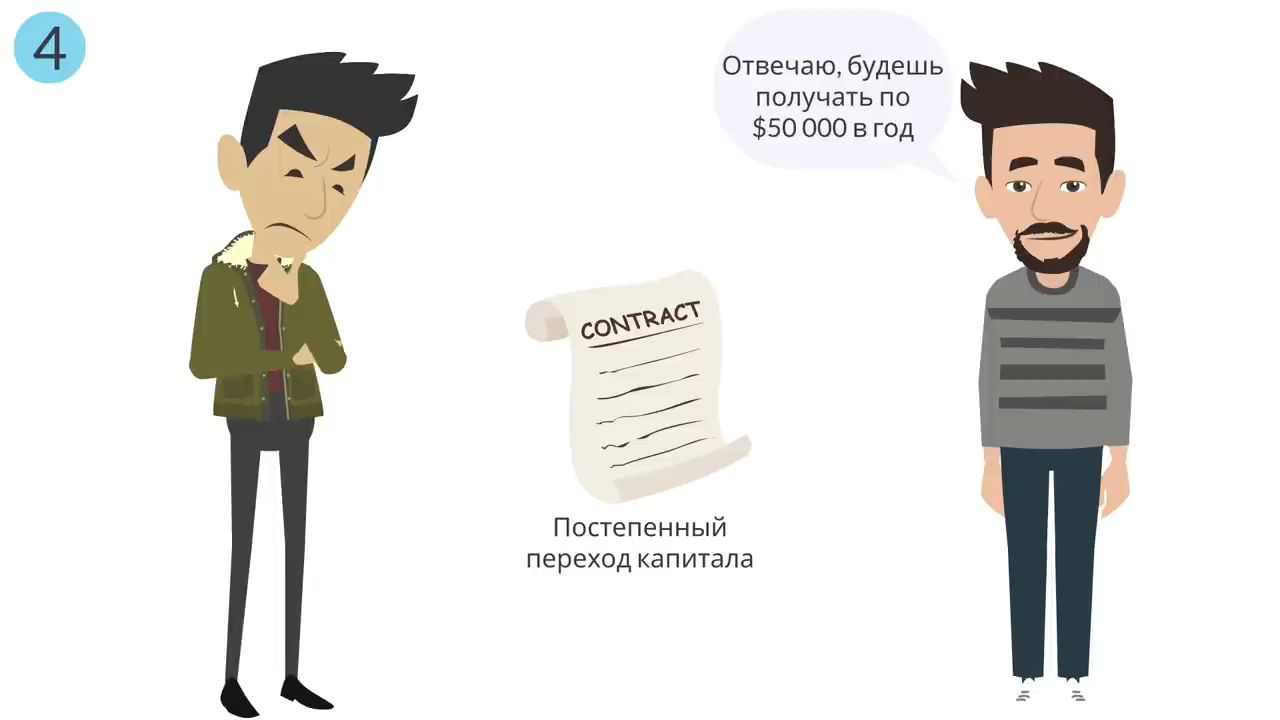 4
Отвечаю, будешь
получать по
$50 000 в год
CONTRACT
Постепенный
переход капитала